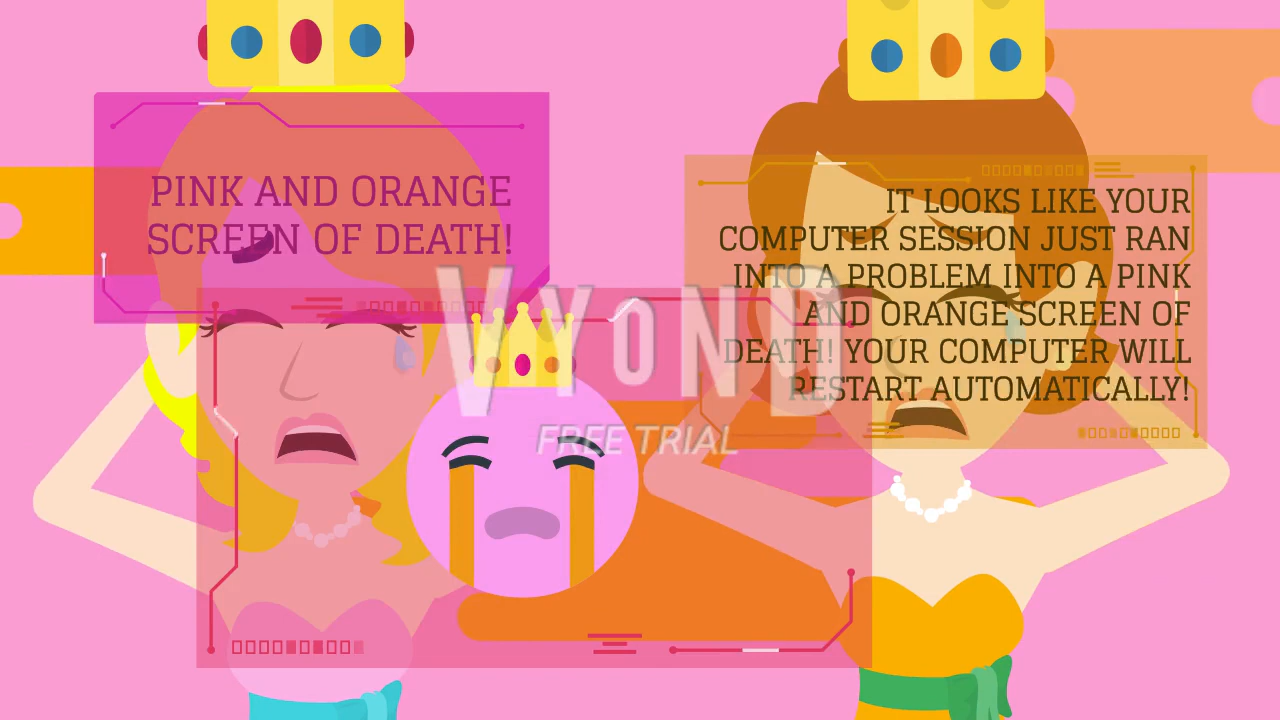 PINK AND ORANGE
SCREEN OF DEATH!
IT LOOKS LIKE YOUR
COMPUTER SESSION JUST RAN
INTO A PROBLEM INTO A PINK
AND ORANGE SCREEN OF
DEATH! YOUR COMPUTER WILL
RESTART AUTOMATICALLY!
VYOND
FREE TRIAL